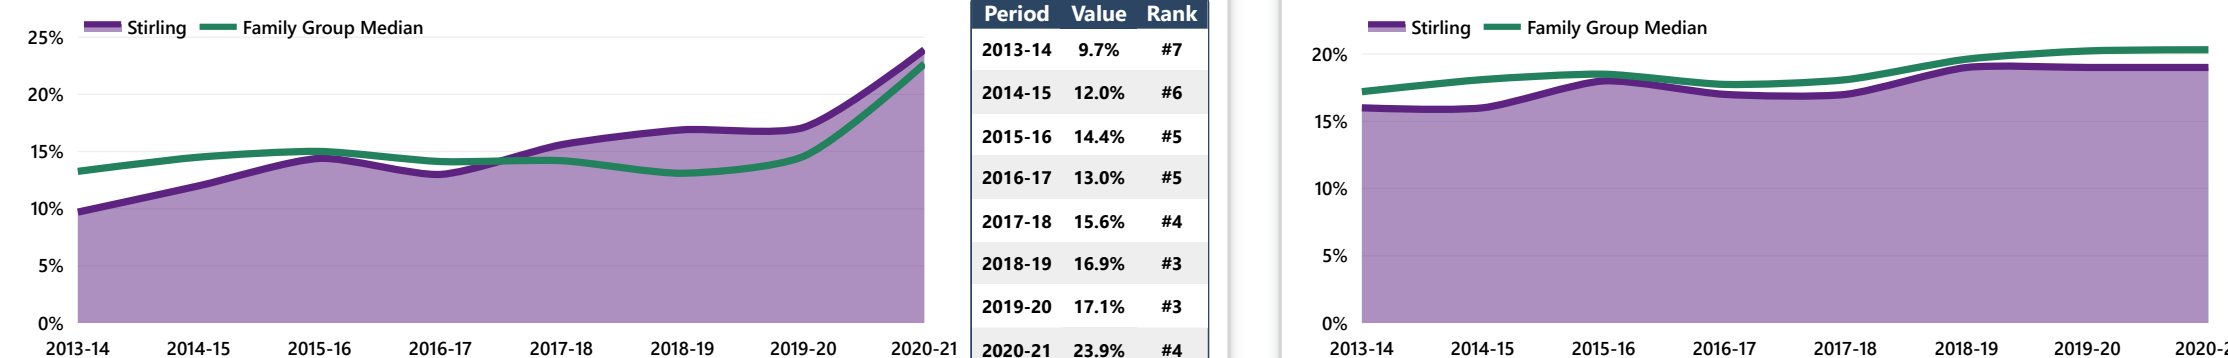 Stirling Family Group Median
25%
20%
15%
10%
5%
0%
2013-14 2014-15 2015-16 2016-17 2017-18 2018-19 2019-20 2020-21
Period Value Rank
2013-14 9.7% #7
2014-15 12.0% #6
2015-16 14.4% #5
2016-17 13.0% #5
2017-18 15.6% #4
2018-19 16.9% #3
2019-20 17.1% #3
2020-21 23.9% #4
Stirling Family Group Median
20%
15%
10%
5%
0%
2013-14 2014-15 2015-16 2016-17 2017-18 2018-19 2019-20